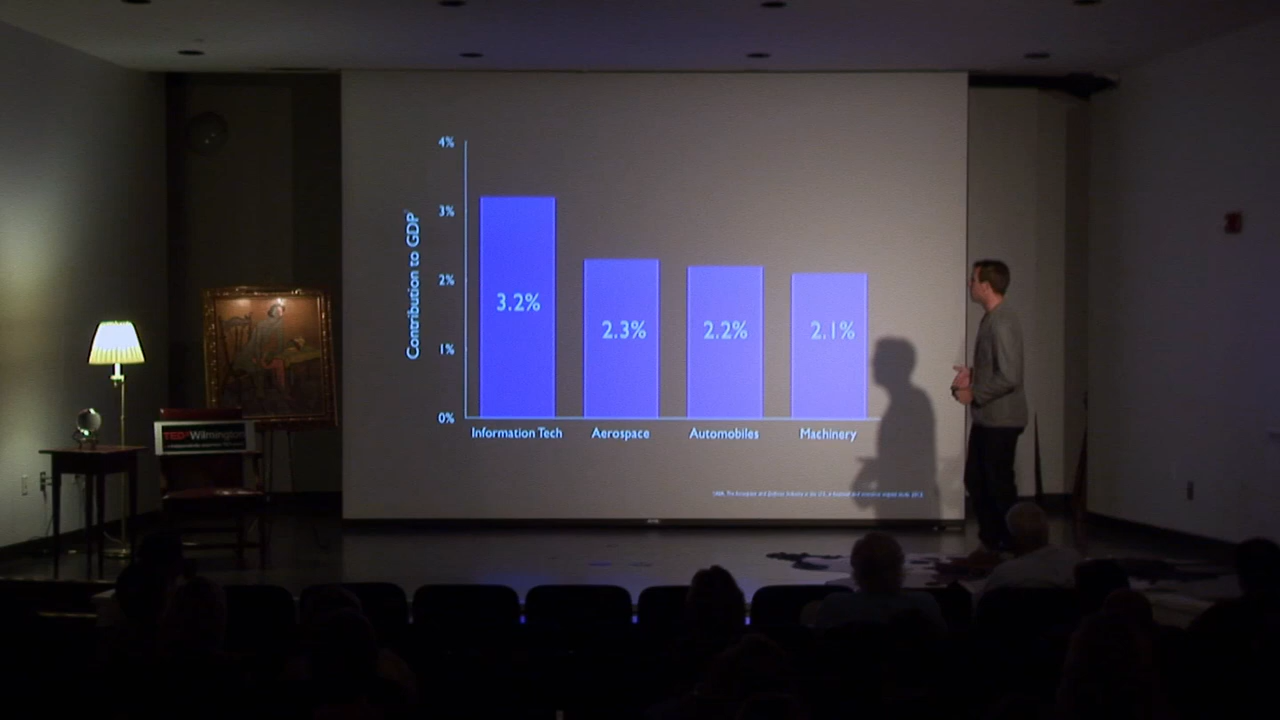 4%
3%
2%
1%
0%
Contribution to GDP
3.2%
2.3%
2.2%
2.1%
Information Tech
Aerospace
Automobiles
Machinery
TEDxWilmington